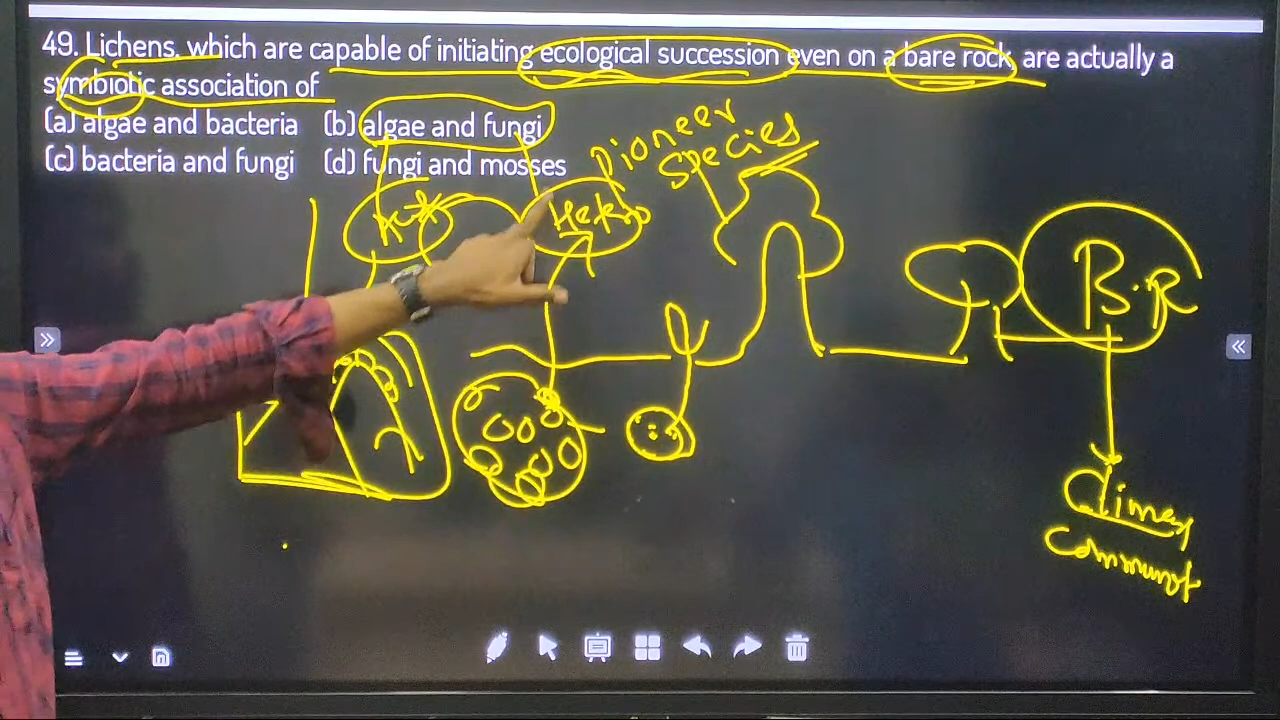 49. Lichens, which are capable of initiating ecological succession even on a bare rock, are actually a
symbiotic association of
(a) algae and bacteria (b) algae and fungi
(c) bacteria and fungi (d) fungi and mosses
Pioneer
Species
Auto
Hetro
B.R
Climax